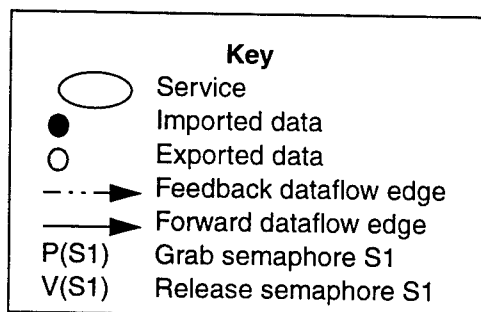 Key
Service
Imported data
Exported data
Feedback dataflow edge
Forward dataflow edge
P(S1) Grab semaphore S1
V(S1) Release semaphore S1